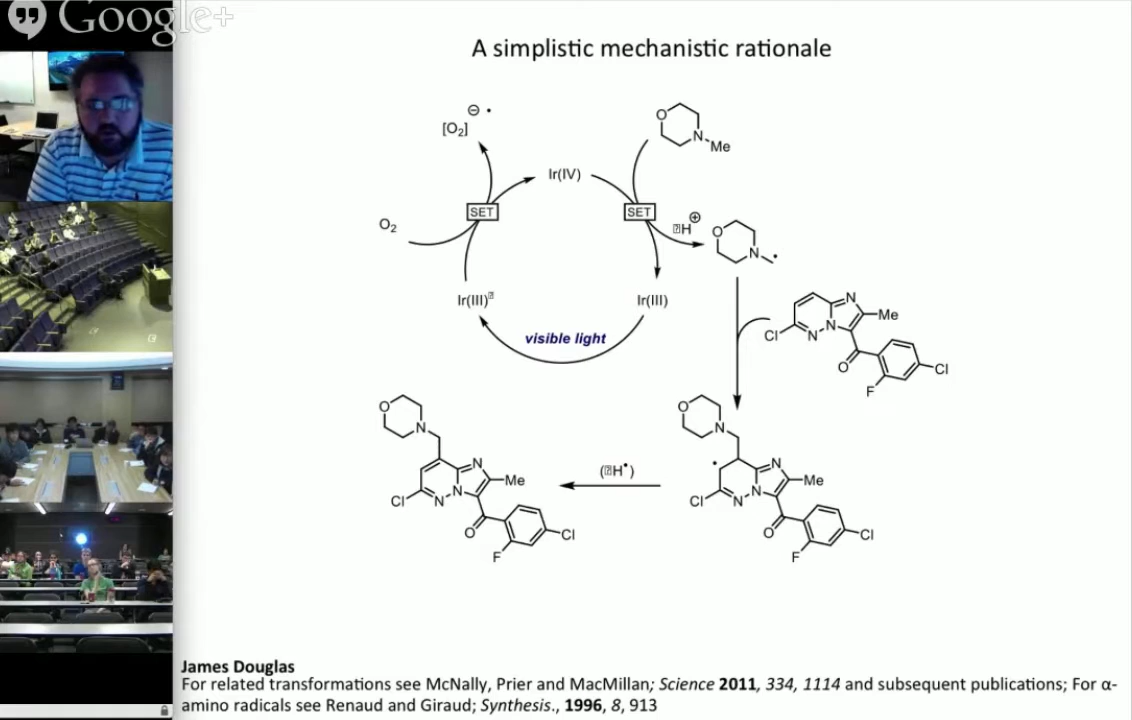 Google+
A simplistic mechanistic rationale
⊖ •
[O2]
O
N
Me
Ir(IV)
SET
SET
O2
H⊕
O
N
•
Ir(III)
Ir(III)
visible light
N
Me
Cl
N
N
O
Cl
F
O
N
N
Me
Cl
N
N
O
Cl
F
(H•)
O
N
•
N
Me
Cl
N
N
O
Cl
F
James Douglas
For related transformations see McNally, Prier and MacMillan; Science 2011, 334, 1114 and subsequent publications; For α-
amino radicals see Renaud and Giraud; Synthesis., 1996, 8, 913